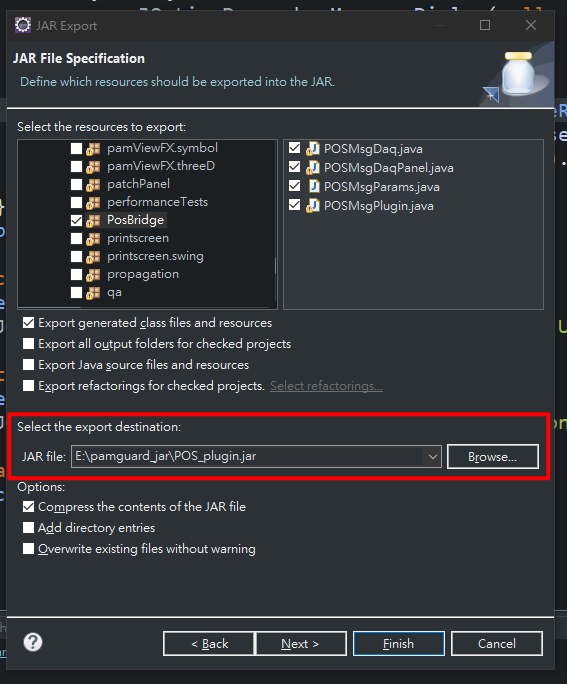 JAR Export
JAR File Specification
Define which resources should be exported into the JAR.
Select the resources to export:
pamViewFX.symbol
pamViewFX.threeD
patchPanel
performanceTests
PosBridge
printscreen
printscreen.swing
propagation
qa
POSMsgDaq.java
POSMsgDaqPanel.java
POSMsgParams.java
POSMsgPlugin.java
Export generated class files and resources
Export all output folders for checked projects
Export Java source files and resources
Export refactorings for checked projects. Select refactorings...
Select the export destination:
JAR file: E:\pamguard_jar\POS_plugin.jar Browse...
Options:
Compress the contents of the JAR file
Add directory entries
Overwrite existing files without warning
? < Back Next > Finish Cancel